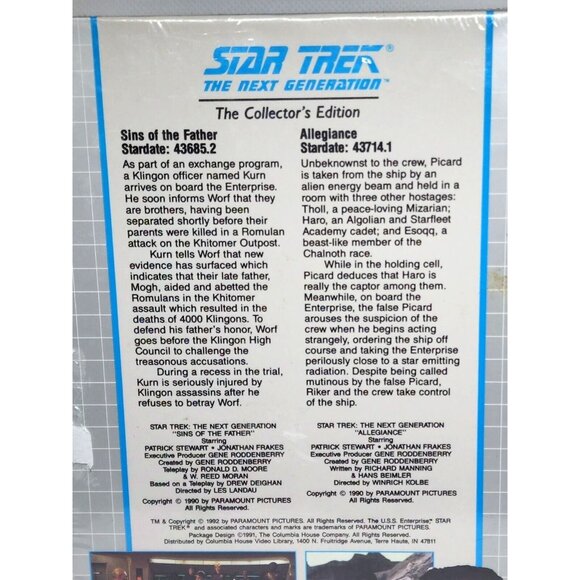 STAR TREK®
THE NEXT GENERATION™
The Collector's Edition
Sins of the Father
Stardate: 43685.2
As part of an exchange program,
a Klingon officer named Kurn
arrives on board the Enterprise.
He soon informs Worf that they
are brothers, having been
separated shortly before their
parents were killed in a Romulan
attack on the Khitomer Outpost.
Kurn tells Worf that new
evidence has surfaced which
indicates that their late father,
Mogh, aided and abetted the
Romulans in the Khitomer
assault which resulted in the
deaths of 4000 Klingons. To
defend his father's honor, Worf
goes before the Klingon High
Council to challenge the
treasonous accusations.
During a recess in the trial,
Kurn is seriously injured by
Klingon assassins after he
refuses to betray Worf.
STAR TREK: THE NEXT GENERATION
"SINS OF THE FATHER"
Starring
PATRICK STEWART • JONATHAN FRAKES
Executive Producer GENE RODDENBERRY
Created by GENE RODDENBERRY
Teleplay by RONALD D. MOORE
& W. REED MORAN
Based on a Teleplay by DREW DEIGHAN
Directed by LES LANDAU
Copyright © 1990 by PARAMOUNT PICTURES
All Rights Reserved.
Allegiance
Stardate: 43714.1
Unbeknownst to the crew, Picard
is taken from the ship by an
alien energy beam and held in a
room with three other hostages:
Tholl, a peace-loving Mizarian;
Haro, an Algolian and Starfleet
Academy cadet; and Esoqq, a
beast-like member of the
Chalnoth race.
While in the holding cell,
Picard deduces that Haro is
really the captor among them.
Meanwhile, on board the
Enterprise, the false Picard
arouses the suspicion of the
crew when he begins acting
strangely, ordering the ship off
course and taking the Enterprise
perilously close to a star emitting
radiation. Despite being called
mutinous by the false Picard,
Riker and the crew take control
of the ship.
STAR TREK: THE NEXT GENERATION
"ALLEGIANCE"
Starring
PATRICK STEWART • JONATHAN FRAKES
Executive Producer GENE RODDENBERRY
Created by GENE RODDENBERRY
Written by RICHARD MANNING
& HANS BEIMLER
Directed by WINRICH KOLBE
Copyright © 1990 by PARAMOUNT PICTURES
All Rights Reserved.
TM & Copyright © 1992 by PARAMOUNT PICTURES. All Rights Reserved. The U.S.S. Enterprise,™ STAR
TREK® and associated characters and marks are trademarks of PARAMOUNT PICTURES.
Package Design ©1991, The Columbia House Company. All Rights Reserved.
Distributed by Columbia House Video Library, 1400 N. Fruitridge Avenue, Terre Haute, IN 47811